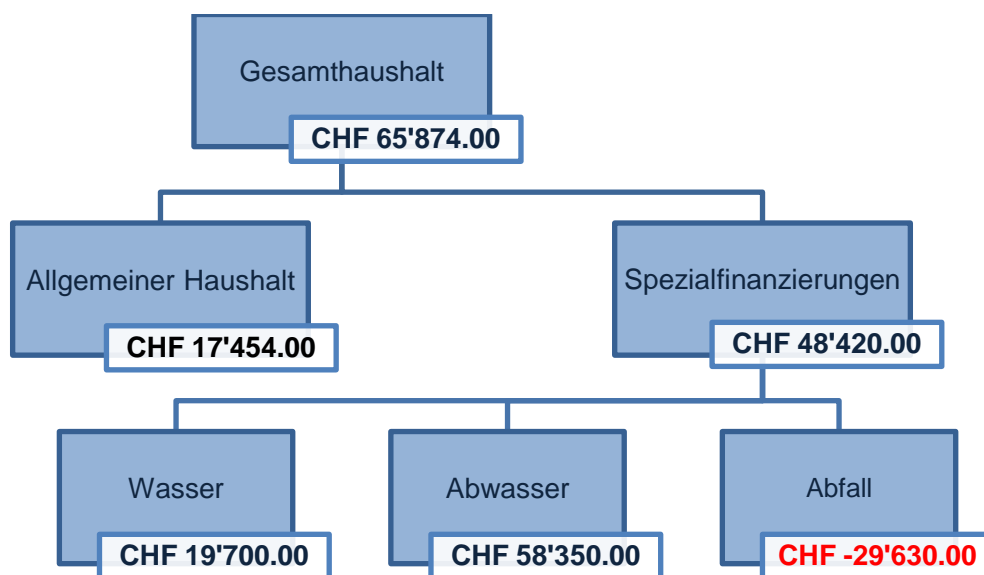 Gesamthaushalt
CHF 65'874.00
Allgemeiner Haushalt
CHF 17'454.00
Spezialfinanzierungen
CHF 48'420.00
Wasser
CHF 19'700.00
Abwasser
CHF 58'350.00
Abfall
CHF -29'630.00